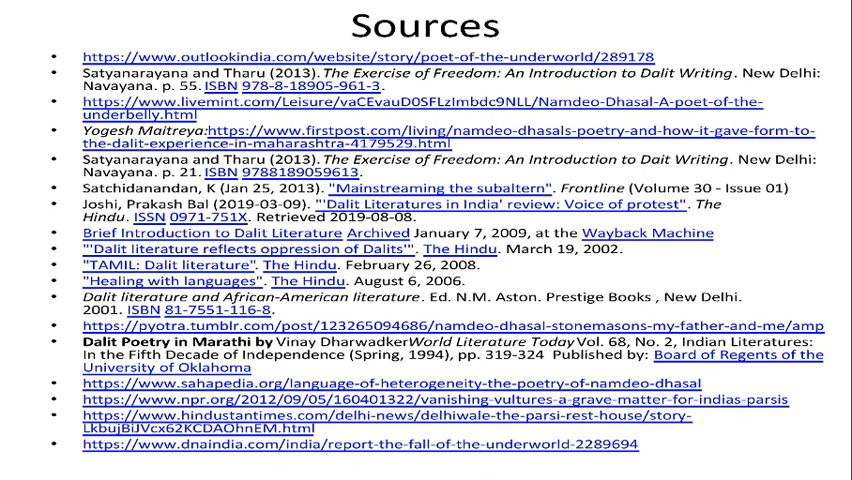 Sources
• https://www.outlookindia.com/website/story/poet-of-the-underworld/289178
• Satyanarayana and Tharu (2013). The Exercise of Freedom: An Introduction to Dalit Writing. New Delhi:
Navayana. p. 55. ISBN 978-8-18905-961-3.
• https://www.livemint.com/Leisure/vaCEvauD0SFLzImbdc9NLL/Namdeo-Dhasal-A-poet-of-the-
underbelly.html
• Yogesh Maitreya:https://www.firstpost.com/living/namdeo-dhasals-poetry-and-how-it-gave-form-to-
the-dalit-experience-in-maharashtra-4179529.html
• Satyanarayana and Tharu (2013). The Exercise of Freedom: An Introduction to Dait Writing. New Delhi:
Navayana. p. 21. ISBN 9788189059613.
• Satchidanandan, K (Jan 25, 2013). "Mainstreaming the subaltern". Frontline (Volume 30 - Issue 01)
• Joshi, Prakash Bal (2019-03-09). "'Dalit Literatures in India' review: Voice of protest". The
Hindu. ISSN 0971-751X. Retrieved 2019-08-08.
• Brief Introduction to Dalit Literature Archived January 7, 2009, at the Wayback Machine
• "'Dalit literature reflects oppression of Dalits'". The Hindu. March 19, 2002.
• "TAMIL: Dalit literature". The Hindu. February 26, 2008.
• "Healing with languages". The Hindu. August 6, 2006.
• Dalit literature and African-American literature. Ed. N.M. Aston. Prestige Books , New Delhi.
2001. ISBN 81-7551-116-8.
• https://pyotra.tumblr.com/post/123265094686/namdeo-dhasal-stonemasons-my-father-and-me/amp
• Dalit Poetry in Marathi by Vinay DharwadkerWorld Literature Today Vol. 68, No. 2, Indian Literatures:
In the Fifth Decade of Independence (Spring, 1994), pp. 319-324 Published by: Board of Regents of the
University of Oklahoma
• https://www.sahapedia.org/language-of-heterogeneity-the-poetry-of-namdeo-dhasal
• https://www.npr.org/2012/09/05/160401322/vanishing-vultures-a-grave-matter-for-indias-parsis
• https://www.hindustantimes.com/delhi-news/delhiwale-the-parsi-rest-house/story-
LkbujBiJVcx62KCDAOhnEM.html
• https://www.dnaindia.com/india/report-the-fall-of-the-underworld-2289694